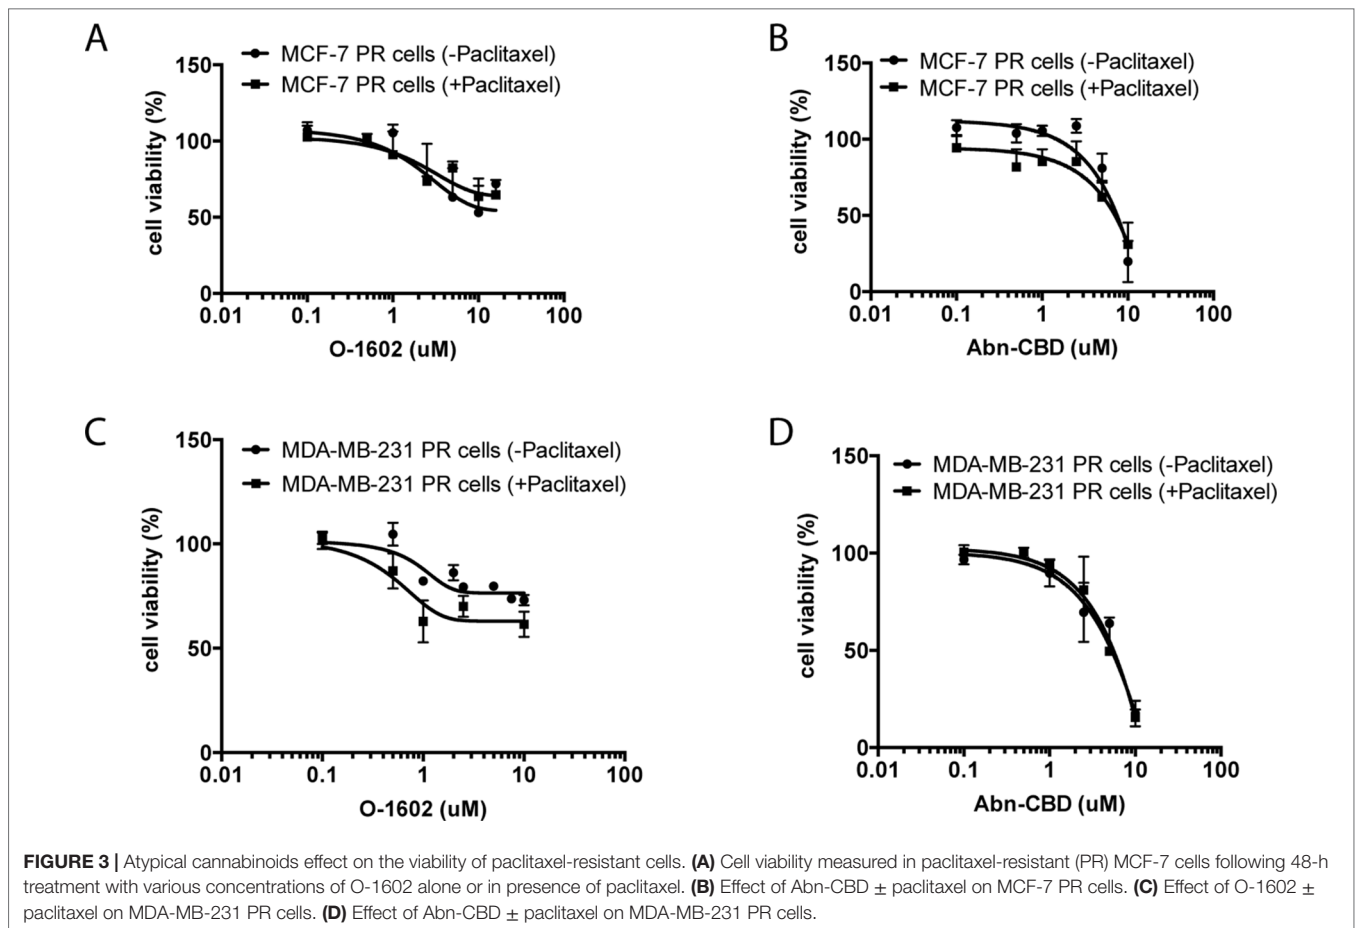 A
MCF-7 PR cells (-Paclitaxel)
MCF-7 PR cells (+Paclitaxel)
150
100
50
0
cell viability (%)
0.01 0.1 1 10 100
O-1602 (uM)
B
MCF-7 PR cells (-Paclitaxel)
MCF-7 PR cells (+Paclitaxel)
150
100
50
0
cell viability (%)
0.01 0.1 1 10 100
Abn-CBD (uM)
C
MDA-MB-231 PR cells (-Paclitaxel)
MDA-MB-231 PR cells (+Paclitaxel)
150
100
50
0
cell viability (%)
0.01 0.1 1 10 100
O-1602 (uM)
D
MDA-MB-231 PR cells (-Paclitaxel)
MDA-MB-231 PR cells (+Paclitaxel)
150
100
50
0
cell viability (%)
0.01 0.1 1 10 100
Abn-CBD (uM)
FIGURE 3 | Atypical cannabinoids effect on the viability of paclitaxel-resistant cells. (A) Cell viability measured in paclitaxel-resistant (PR) MCF-7 cells following 48-h
treatment with various concentrations of O-1602 alone or in presence of paclitaxel. (B) Effect of Abn-CBD ± paclitaxel on MCF-7 PR cells. (C) Effect of O-1602 ±
paclitaxel on MDA-MB-231 PR cells. (D) Effect of Abn-CBD ± paclitaxel on MDA-MB-231 PR cells.